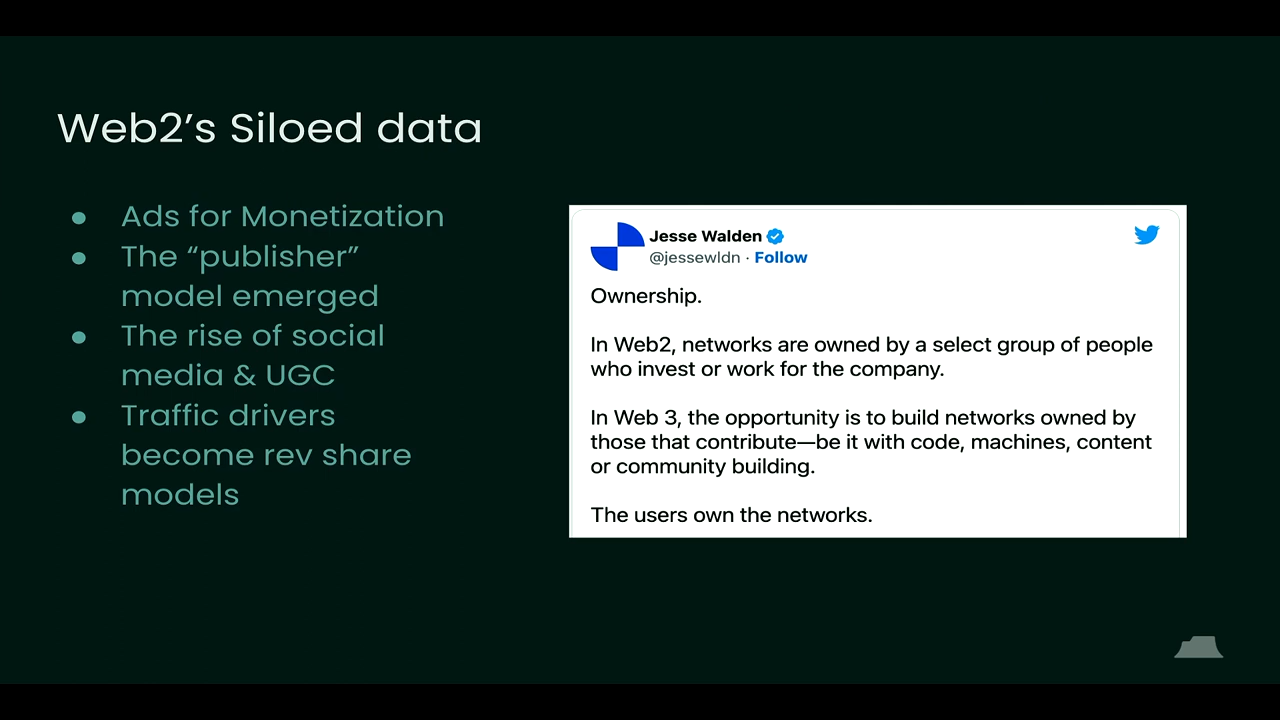 Web2’s Siloed data
● Ads for Monetization
● The “publisher”
model emerged
● The rise of social
media & UGC
● Traffic drivers
become rev share
models
Jesse Walden
@jessewldn · Follow
Ownership.
In Web2, networks are owned by a select group of people
who invest or work for the company.
In Web 3, the opportunity is to build networks owned by
those that contribute—be it with code, machines, content
or community building.
The users own the networks.